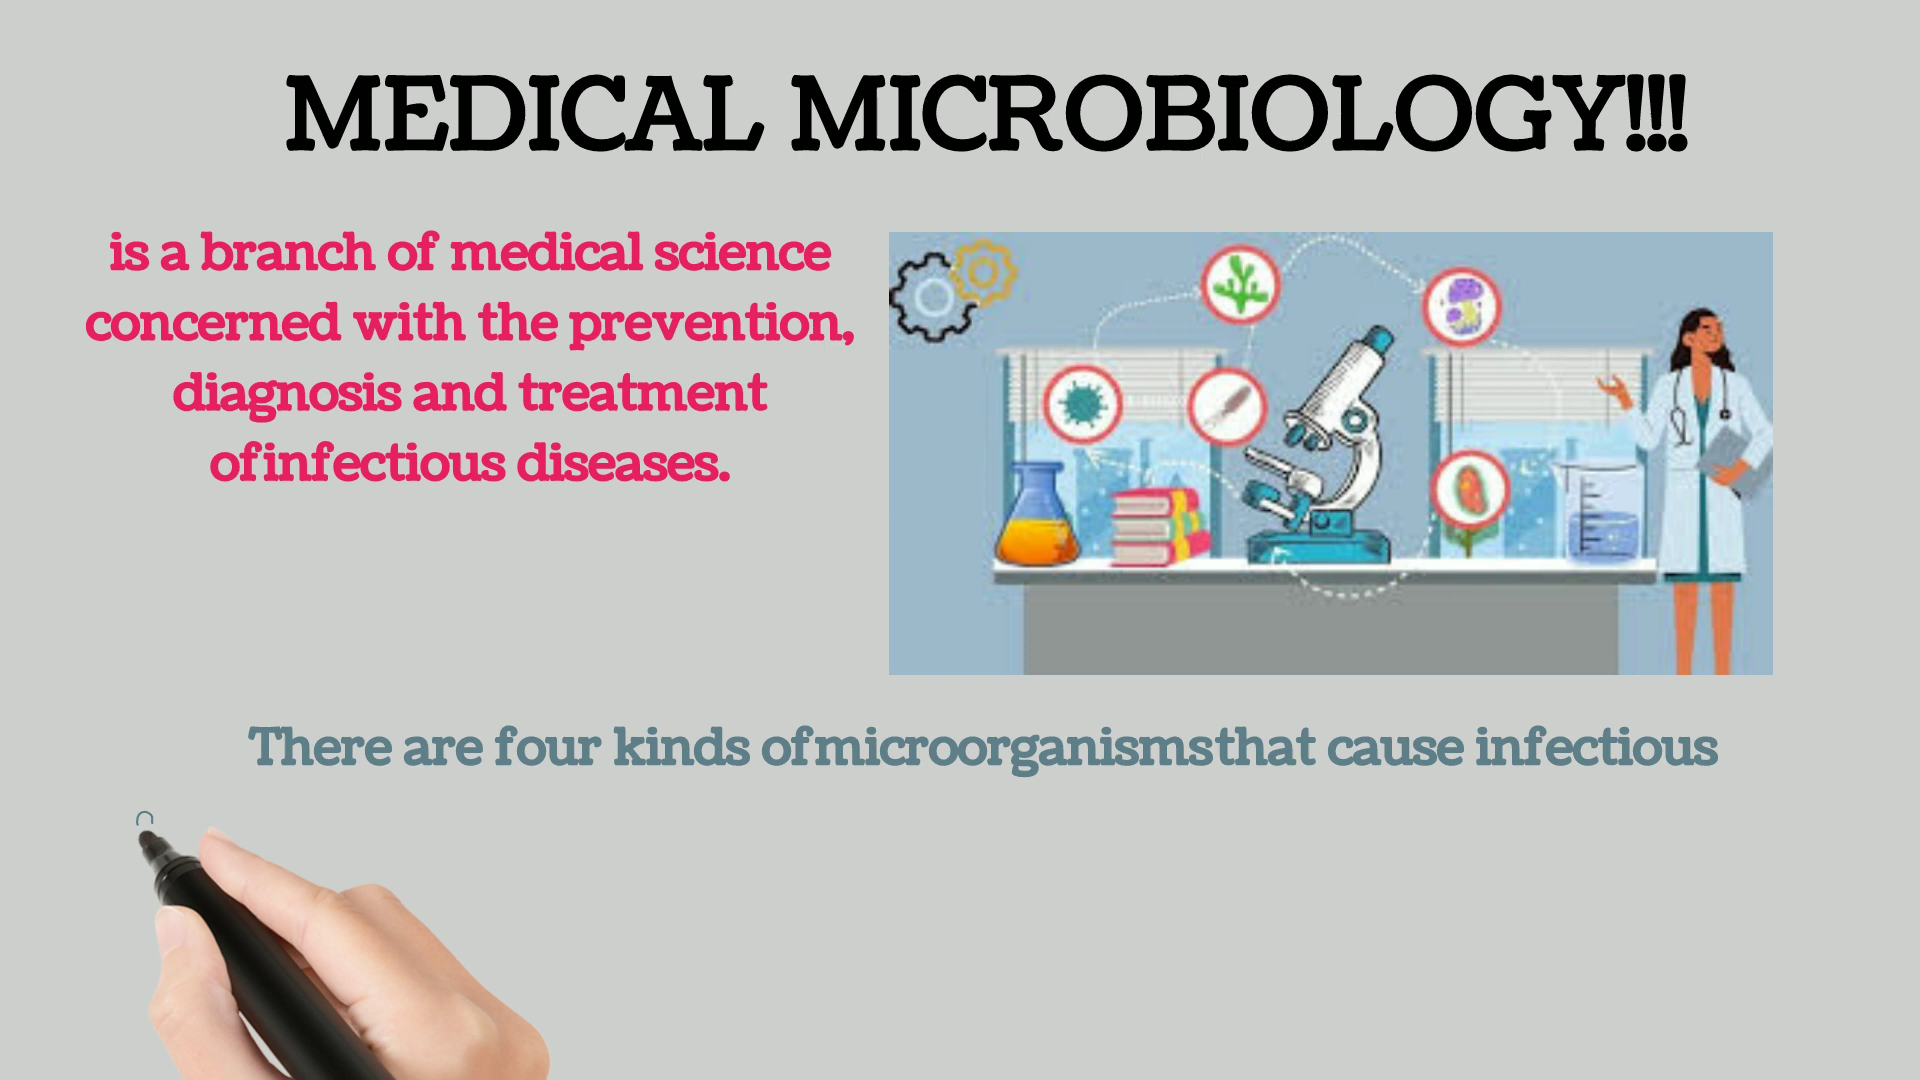 MEDICAL MICROBIOLOGY!!!
is a branch of medical science
concerned with the prevention,
diagnosis and treatment
ofinfectious diseases.
There are four kinds ofmicroorganismsthat cause infectious